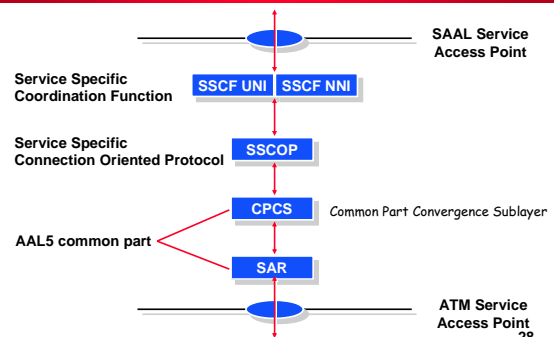 SAAL Service
Access Point
Service Specific
Coordination Function
SSCF UNI SSCF NNI
Service Specific
Connection Oriented Protocol
SSCOP
CPCS
Common Part Convergence Sublayer
AAL5 common part
SAR
ATM Service
Access Point
28